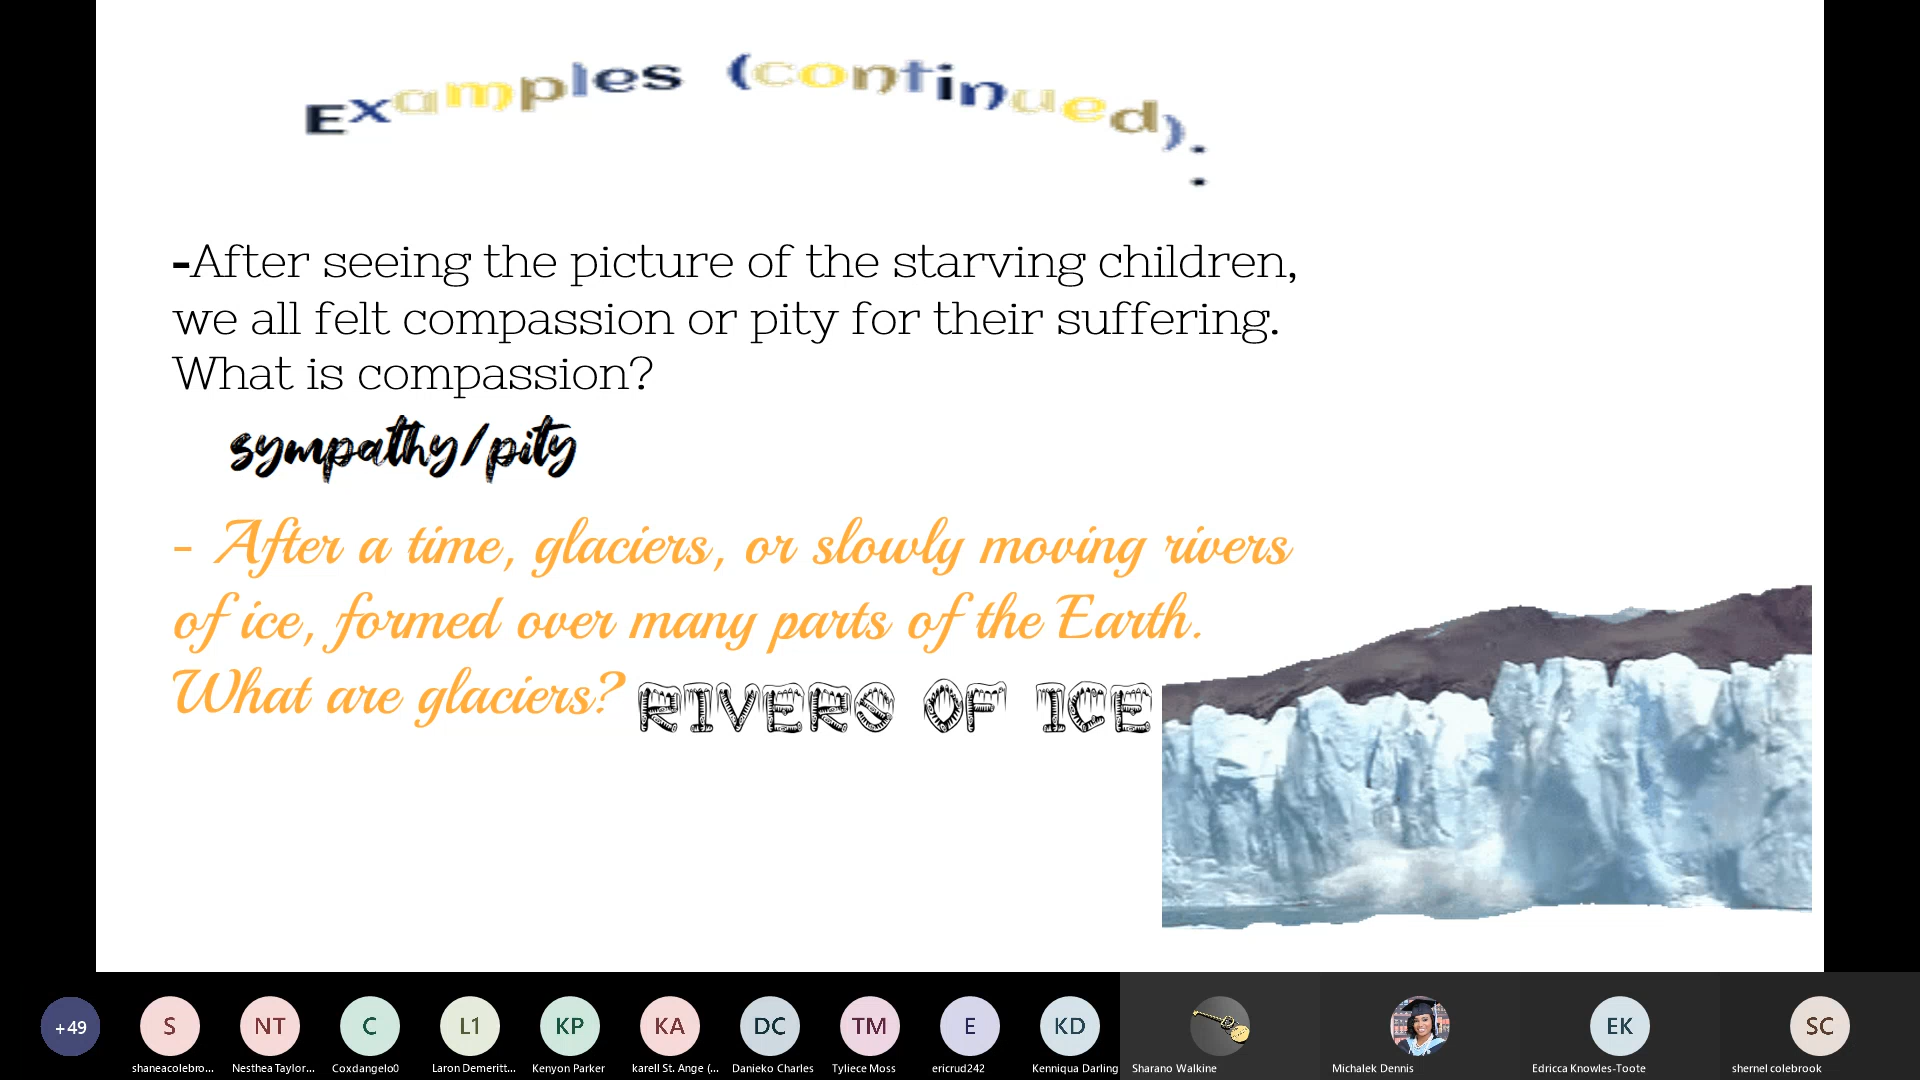 Examples (continued):
-After seeing the picture of the starving children,
we all felt compassion or pity for their suffering.
What is compassion?
sympathy/pity
- After a time, glaciers, or slowly moving rivers
of ice, formed over many parts of the Earth.
What are glaciers? RIVERS OF ICE
+49 S NT C L1 KP KA DC TM E KD EK SC
shaneacolebro... Nesthea Taylor... Coxdangelo0 Laron Demeritt... Kenyon Parker karell St. Ange (... Danieko Charles Tyliece Moss ericrud242 Kenniqua Darling Sharano Walkine Michalek Dennis Edricca Knowles-Toote shernel colebrook